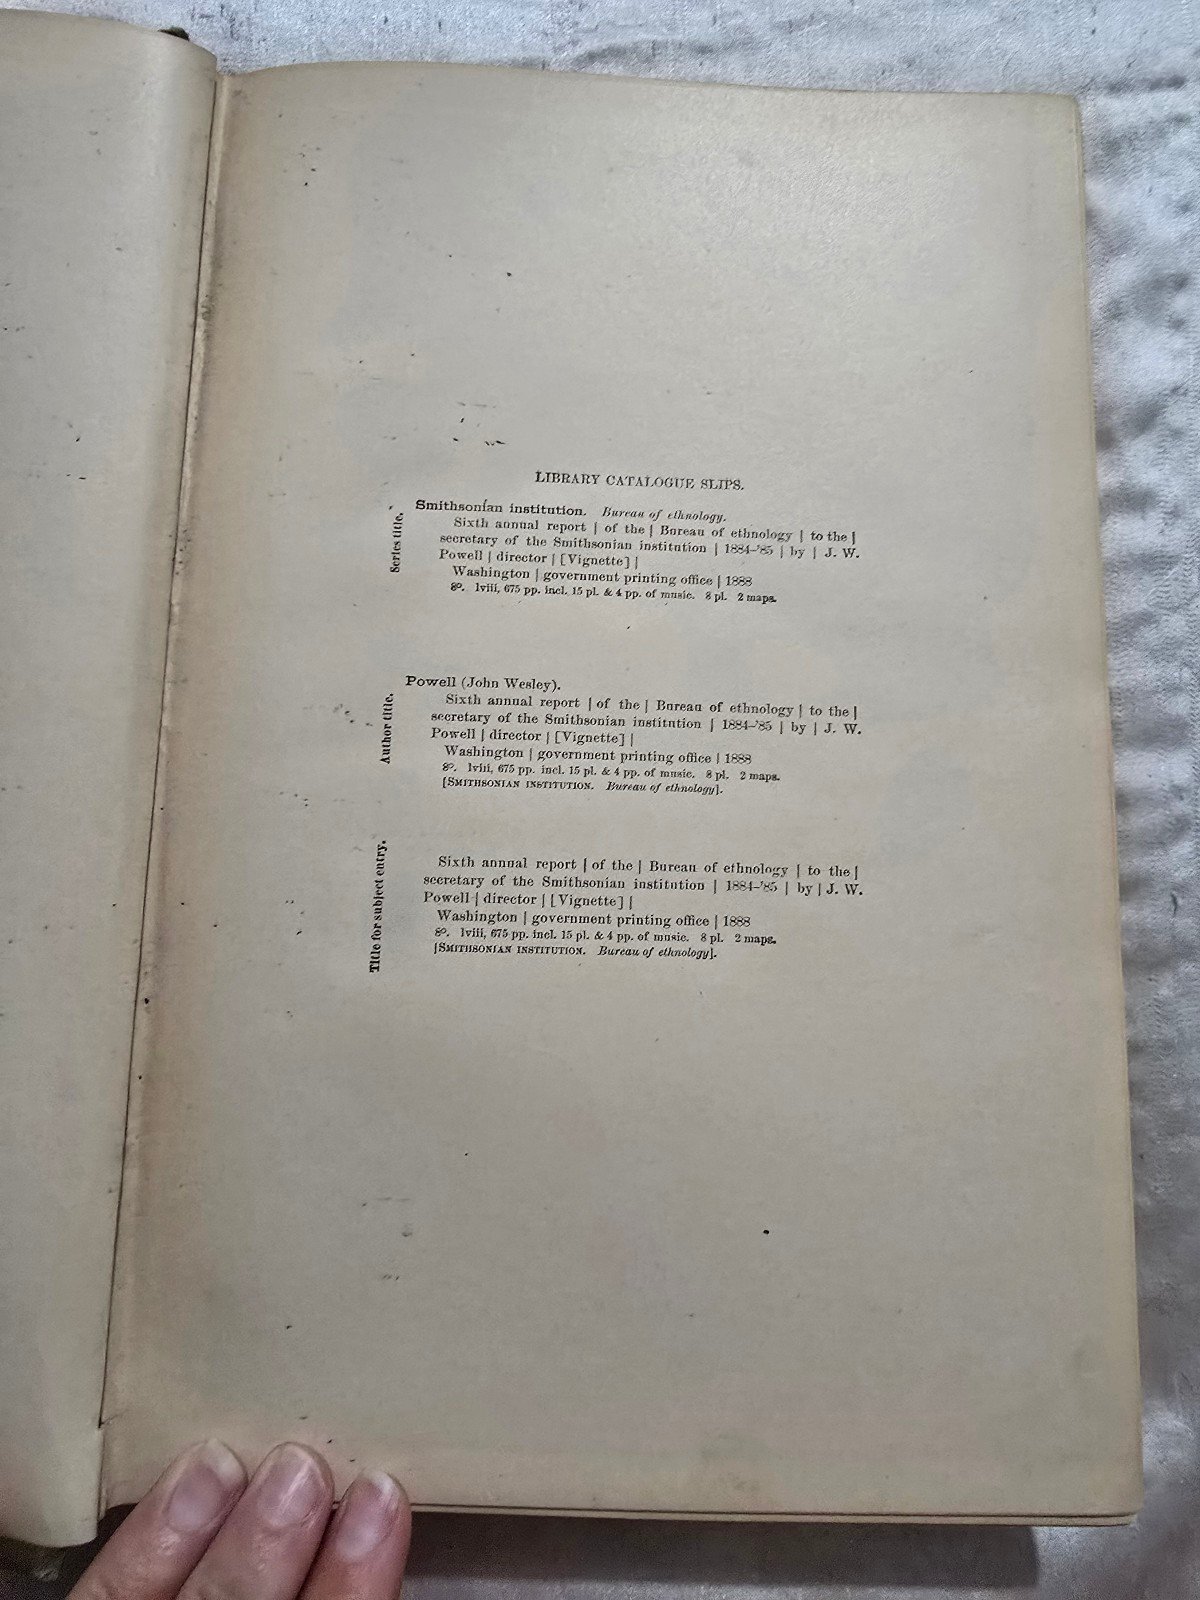 LIBRARY CATALOGUE SLIPS.
Series title.
Smithsonian institution. Bureau of ethnology.
Sixth annual report | of the | Bureau of ethnology | to the |
secretary of the Smithsonian institution | 1884-'85 | by | J. W.
Powell | director | [Vignette] |
Washington | government printing office | 1888
8º. lviii, 675 pp. incl. 15 pl. & 4 pp. of music. 8 pl. 2 maps.
Author title.
Powell (John Wesley).
Sixth annual report | of the | Bureau of ethnology | to the |
secretary of the Smithsonian institution | 1884-'85 | by | J. W.
Powell | director | [Vignette] |
Washington | government printing office | 1888
8º. lviii, 675 pp. incl. 15 pl. & 4 pp. of music. 8 pl. 2 maps.
[SMITHSONIAN INSTITUTION. Bureau of ethnology].
Title for subject entry.
Sixth annual report | of the | Bureau of ethnology | to the |
secretary of the Smithsonian institution | 1884-'85 | by | J. W.
Powell | director | [Vignette] |
Washington | government printing office | 1888
8º. lviii, 675 pp. incl. 15 pl. & 4 pp. of music. 8 pl. 2 maps.
[SMITHSONIAN INSTITUTION. Bureau of ethnology].